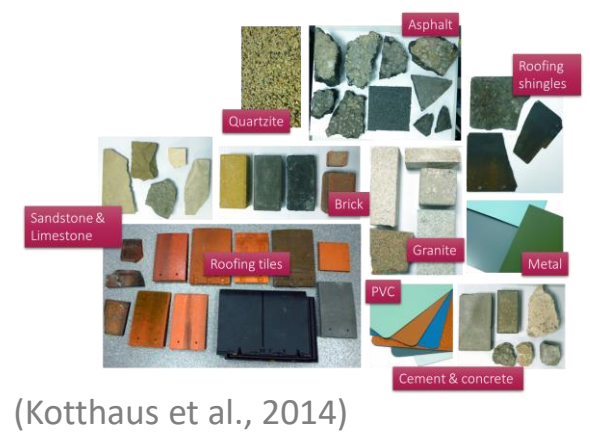 Asphalt
Roofing
shingles
Quartzite
Brick
Sandstone &
Limestone
Granite
Roofing tiles
Metal
PVC
Cement & concrete
(Kotthaus et al., 2014)